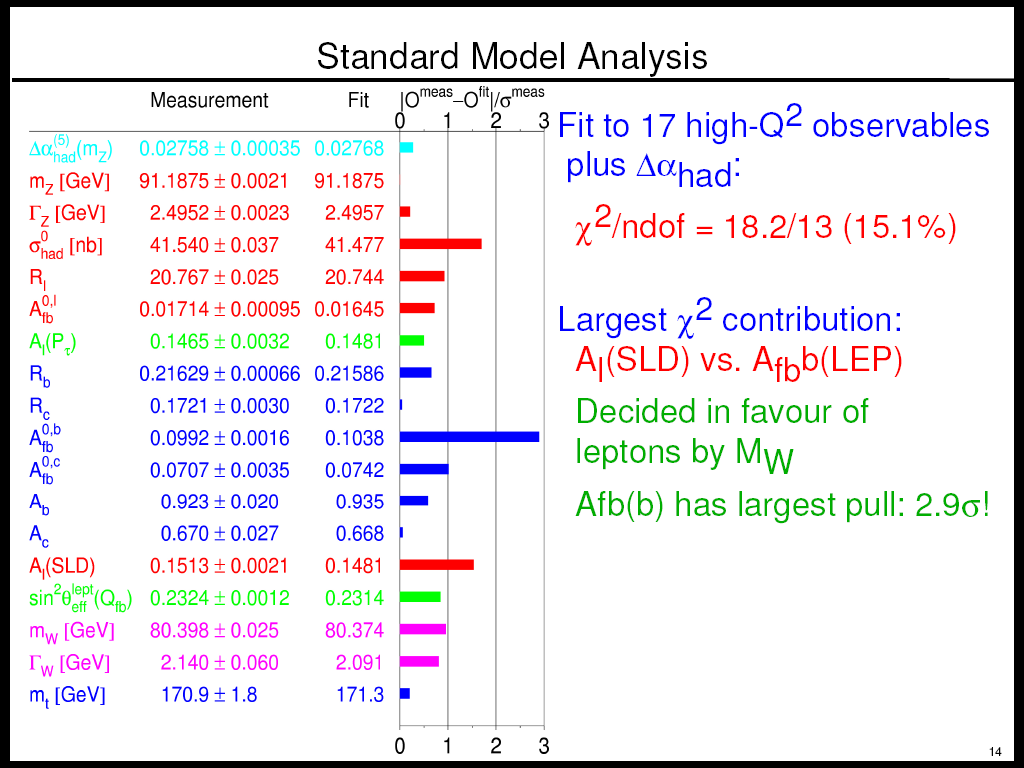 Standard Model Analysis
Measurement Fit |O^meas−O^fit|/σ^meas
0 1 2 3
Δα_had^(5)(m_Z) 0.02758 ± 0.00035 0.02768
m_Z [GeV] 91.1875 ± 0.0021 91.1875
Γ_Z [GeV] 2.4952 ± 0.0023 2.4957
σ_had^0 [nb] 41.540 ± 0.037 41.477
R_l 20.767 ± 0.025 20.744
A_fb^0,l 0.01714 ± 0.00095 0.01645
A_l(P_τ) 0.1465 ± 0.0032 0.1481
R_b 0.21629 ± 0.00066 0.21586
R_c 0.1721 ± 0.0030 0.1722
A_fb^0,b 0.0992 ± 0.0016 0.1038
A_fb^0,c 0.0707 ± 0.0035 0.0742
A_b 0.923 ± 0.020 0.935
A_c 0.670 ± 0.027 0.668
A_l(SLD) 0.1513 ± 0.0021 0.1481
sin^2θ_eff^lept(Q_fb) 0.2324 ± 0.0012 0.2314
m_W [GeV] 80.398 ± 0.025 80.374
Γ_W [GeV] 2.140 ± 0.060 2.091
m_t [GeV] 170.9 ± 1.8 171.3
0 1 2 3
Fit to 17 high-Q^2 observables
plus Δα_had:
χ^2/ndof = 18.2/13 (15.1%)
Largest χ^2 contribution:
A_l(SLD) vs. A_fb b(LEP)
Decided in favour of
leptons by M_W
Afb(b) has largest pull: 2.9σ!
14